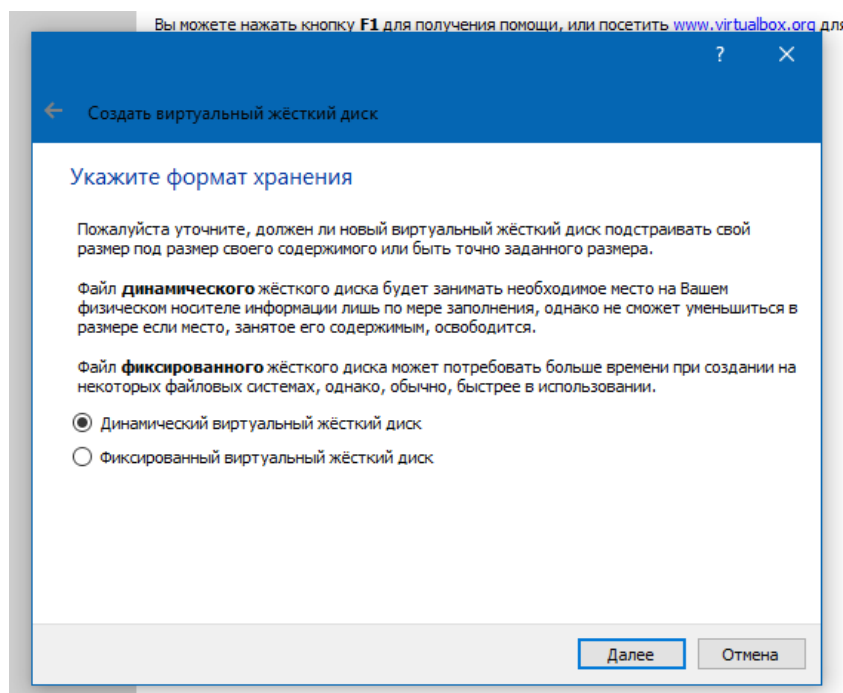 Вы можете нажать кнопку F1 для получения помощи, или посетить www.virtualbox.org для
?
Создать виртуальный жёсткий диск
Укажите формат хранения
Пожалуйста уточните, должен ли новый виртуальный жёсткий диск подстраивать свой
размер под размер своего содержимого или быть точно заданного размера.
Файл динамического жёсткого диска будет занимать необходимое место на Вашем
физическом носителе информации лишь по мере заполнения, однако не сможет уменьшиться в
размере если место, занятое его содержимым, освободится.
Файл фиксированного жёсткого диска может потребовать больше времени при создании на
некоторых файловых системах, однако, обычно, быстрее в использовании.
Динамический виртуальный жёсткий диск
Фиксированный виртуальный жёсткий диск
Далее
Отмена